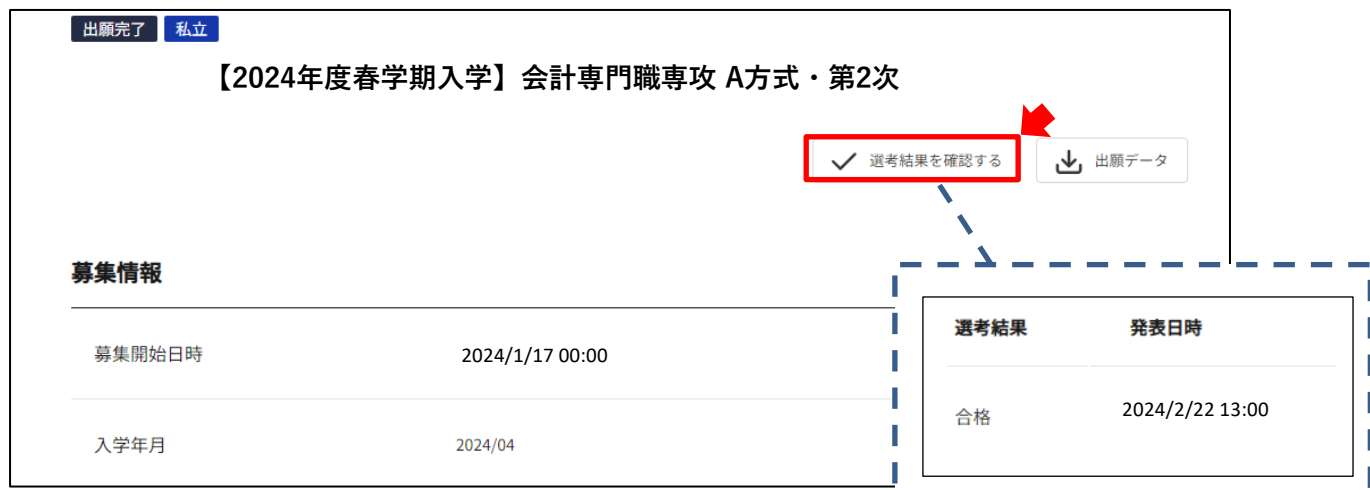 出願完了 私立
【2024年度春学期入学】会計専門職専攻 A方式・第2次
選考結果を確認する 出願データ
募集情報
募集開始日時 2024/1/17 00:00
入学年月 2024/04
選考結果 発表日時
合格 2024/2/22 13:00